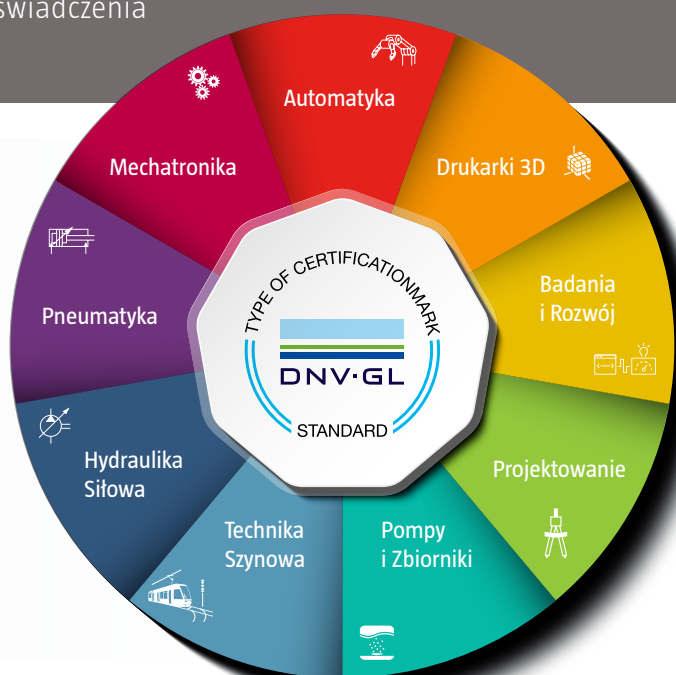 świadczenia
Automatyka
Mechatronika
Drukarki 3D
Badania
i Rozwój
Pneumatyka
TYPE OF CERTIFICATIONMARK
DNV·GL
STANDARD
Hydraulika
Siłowa
Projektowanie
Technika
Szynowa
Pompy
i Zbiorniki